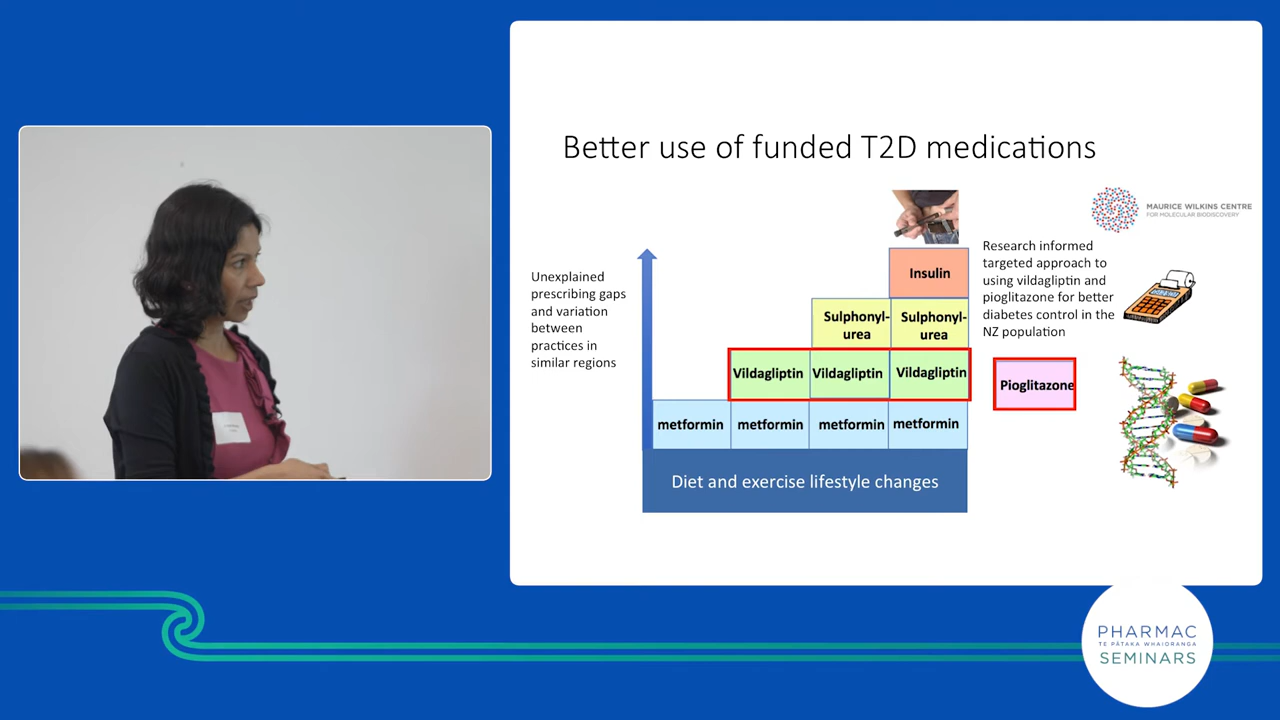 Better use of funded T2D medications
MAURICE WILKINS CENTRE
FOR MOLECULAR BIODISCOVERY
Unexplained
prescribing gaps
and variation
between
practices in
similar regions
Insulin
Sulphonyl-
urea
Sulphonyl-
urea
Vildagliptin
Vildagliptin
Vildagliptin
metformin
metformin
metformin
metformin
Diet and exercise lifestyle changes
Research informed
targeted approach to
using vildagliptin and
pioglitazone for better
diabetes control in the
NZ population
Pioglitazone
PHARMAC
TE PĀTAKA WHAIORANGA
SEMINARS